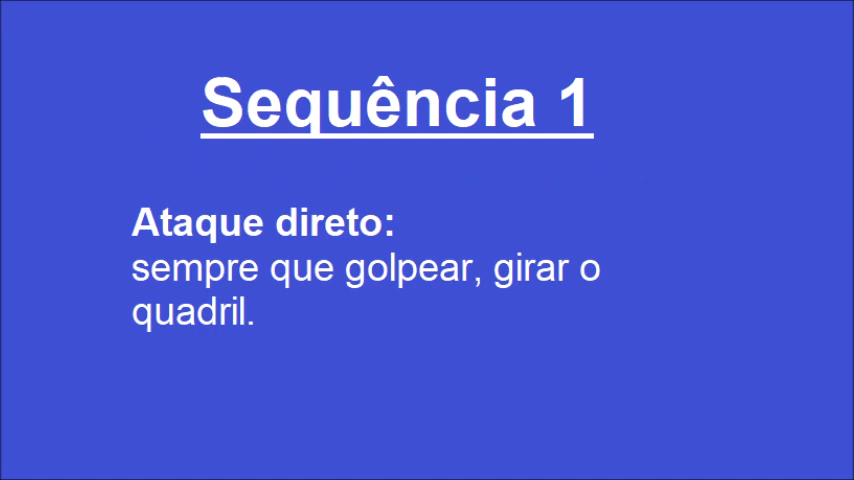 Sequência 1
Ataque direto:
sempre que golpear, girar o
quadril.